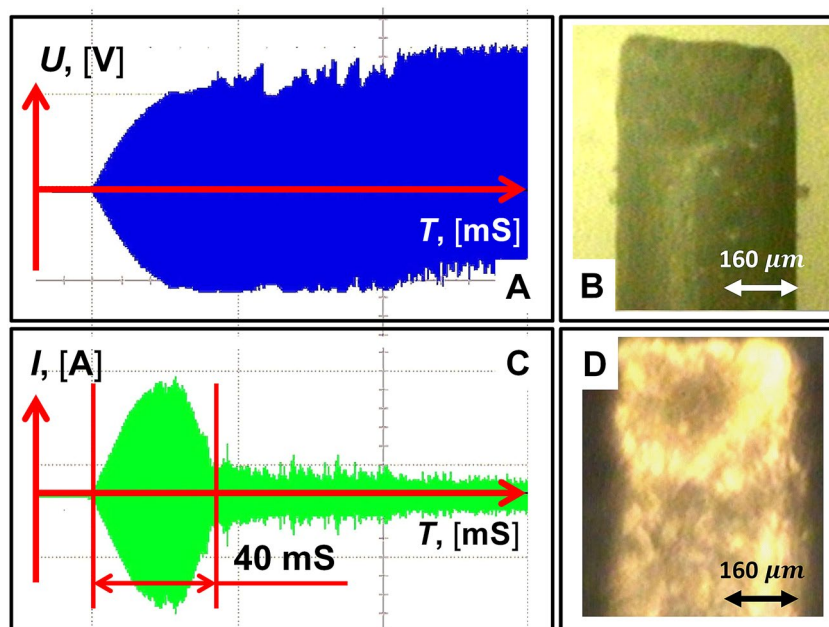 U, [V]
T, [mS]
A
160 μm
B
I, [A]
C
T, [mS]
40 mS
D
160 μm